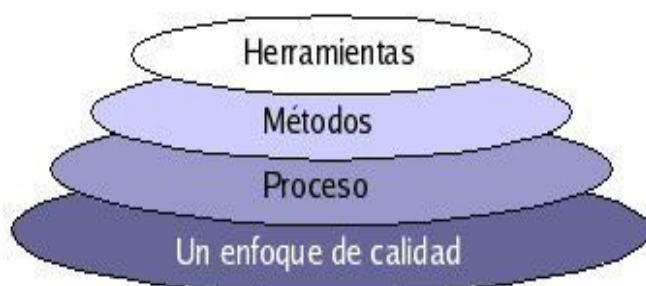 Herramientas
Métodos
Proceso
Un enfoque de calidad